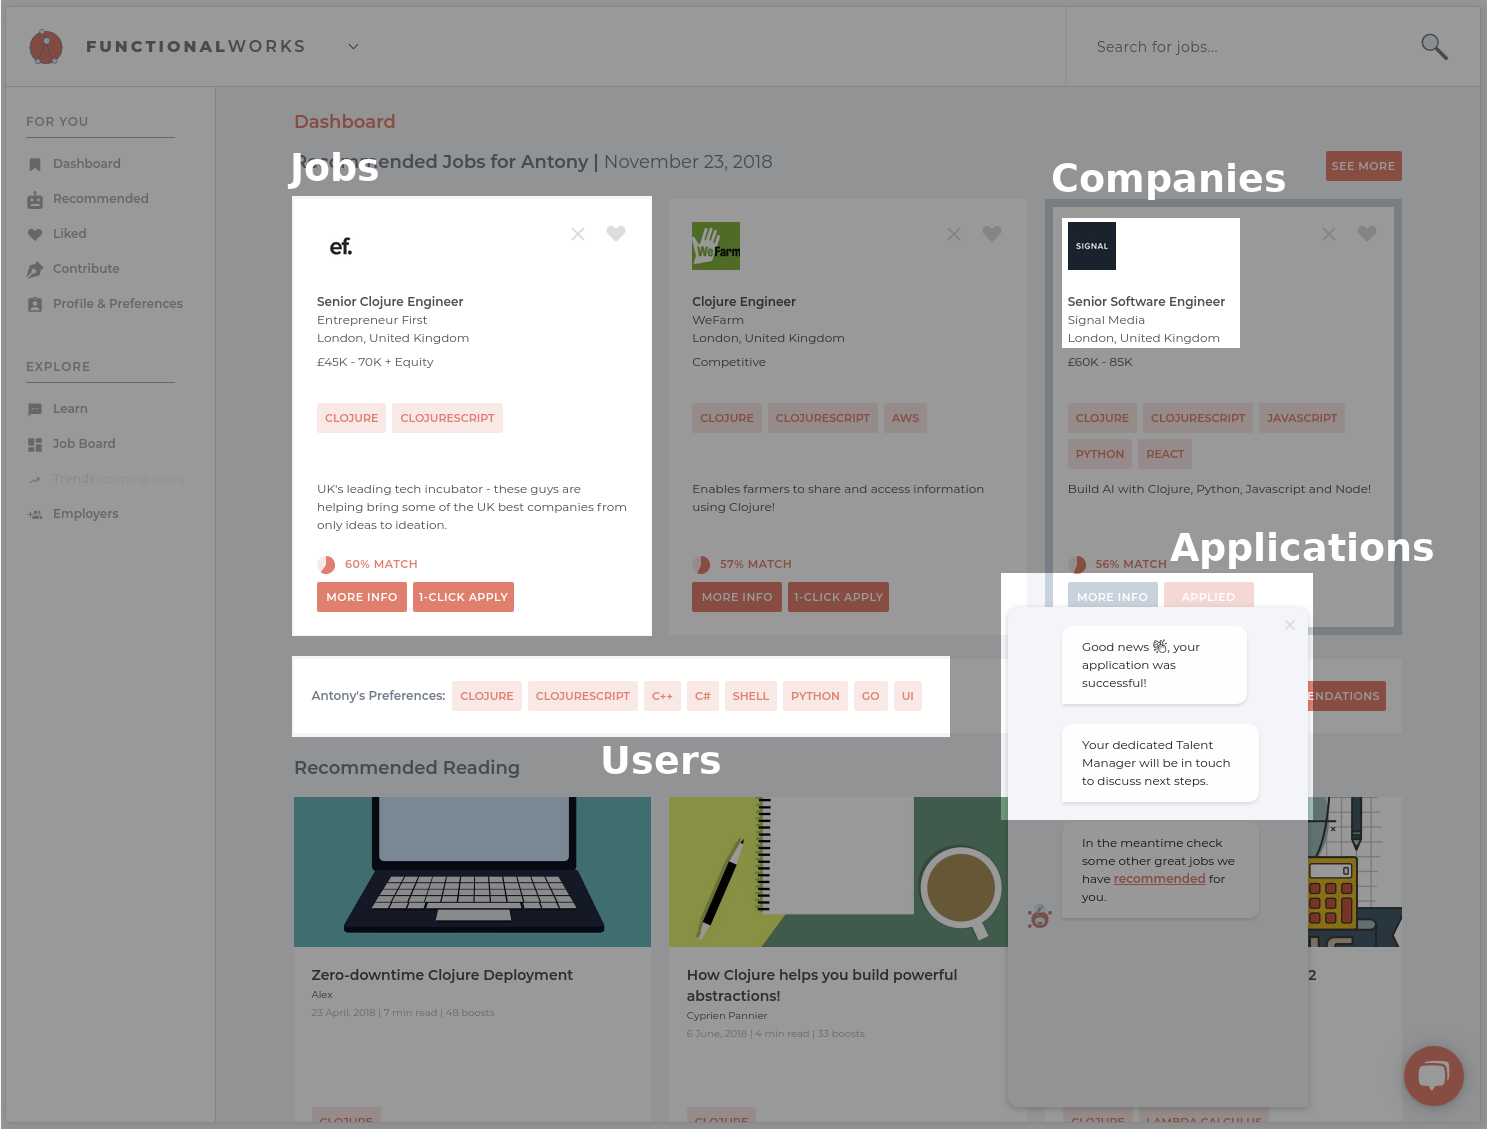 FUNCTIONALWORKS
Search for jobs...
FOR YOU
Dashboard
Recommended
Liked
Contribute
Profile & Preferences
EXPLORE
Learn
Job Board
Trends (coming soon)
Employers
Dashboard
Recommended Jobs for Antony | November 23, 2018
SEE MORE
Jobs
Companies
ef.
Senior Clojure Engineer
Entrepreneur First
London, United Kingdom
£45K - 70K + Equity
CLOJURE CLOJURESCRIPT
UK's leading tech incubator - these guys are
helping bring some of the UK best companies from
only ideas to ideation.
60% MATCH
MORE INFO 1-CLICK APPLY
WeFarm
Clojure Engineer
WeFarm
London, United Kingdom
Competitive
CLOJURE CLOJURESCRIPT AWS
Enables farmers to share and access information
using Clojure!
57% MATCH
MORE INFO 1-CLICK APPLY
SIGNAL
Senior Software Engineer
Signal Media
London, United Kingdom
£60K - 85K
CLOJURE CLOJURESCRIPT JAVASCRIPT
PYTHON REACT
Build AI with Clojure, Python, Javascript and Node!
Applications
56% MATCH
MORE INFO APPLIED
Antony's Preferences: CLOJURE CLOJURESCRIPT C++ C# SHELL PYTHON GO UI
ENDATIONS
Users
Good news 🎉, your
application was
successful!
Your dedicated Talent
Manager will be in touch
to discuss next steps.
In the meantime check
some other great jobs we
have recommended for
you.
Recommended Reading
Zero-downtime Clojure Deployment
Alex
23 April, 2018 | 7 min read | 48 boosts
CLOJURE
How Clojure helps you build powerful
abstractions!
Cyprien Pannier
6 June, 2018 | 4 min read | 33 boosts
CLOJURE
2
CLOJURE LAMBDA CALCULUS